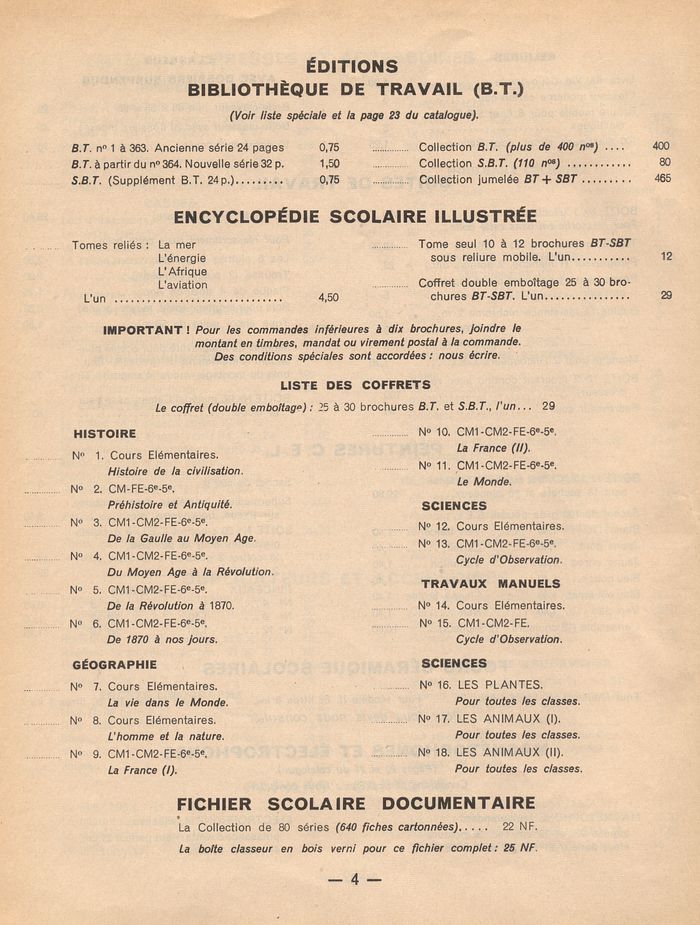 ÉDITIONS
BIBLIOTHÈQUE DE TRAVAIL (B.T.)
(Voir liste spéciale et la page 23 du catalogue).
B.T. nº 1 à 363. Ancienne série 24 pages 0,75
B.T. à partir du nº 364. Nouvelle série 32 p. 1,50
S.B.T. (Supplément B.T. 24 p.)......... 0,75
............ Collection B.T. (plus de 400 nos) .... 400
............ Collection S.B.T. (110 nos) ............ 80
............ Collection jumelée BT + SBT ......... 465
ENCYCLOPÉDIE SCOLAIRE ILLUSTRÉE
Tomes reliés : La mer
L'énergie
L'Afrique
L'aviation
L'un ............................. 4,50
............ Tome seul 10 à 12 brochures BT-SBT
sous reliure mobile. L'un........... 12
............ Coffret double emboîtage 25 à 30 bro-
chures BT-SBT. L'un................ 29
IMPORTANT ! Pour les commandes inférieures à dix brochures, joindre le
montant en timbres, mandat ou virement postal à la commande.
Des conditions spéciales sont accordées : nous écrire.
LISTE DES COFFRETS
Le coffret (double emboîtage) : 25 à 30 brochures B.T. et S.B.T., l'un... 29
HISTOIRE
............ Nº 1. Cours Elémentaires.
Histoire de la civilisation.
............ Nº 2. CM-FE-6e-5e.
Préhistoire et Antiquité.
............ Nº 3. CM1-CM2-FE-6e-5e.
De la Gaulle au Moyen Age.
............ Nº 4. CM1-CM2-FE-6e-5e.
Du Moyen Age à la Révolution.
............ Nº 5. CM1-CM2-FE-6e-5e.
De la Révolution à 1870.
............ Nº 6. CM1-CM2-FE-6e-5e.
De 1870 à nos jours.
GÉOGRAPHIE
............ Nº 7. Cours Elémentaires.
La vie dans le Monde.
............ Nº 8. Cours Elémentaires.
L'homme et la nature.
............ Nº 9. CM1-CM2-FE-6e-5e.
La France (I).
............ Nº 10. CM1-CM2-FE-6e-5e.
La France (II).
............ Nº 11. CM1-CM2-FE-6e-5e.
Le Monde.
SCIENCES
............ Nº 12. Cours Elémentaires.
............ Nº 13. CM1-CM2-FE-6e-5e.
Cycle d'Observation.
TRAVAUX MANUELS
............ Nº 14. Cours Elémentaires.
............ Nº 15. CM1-CM2-FE.
Cycle d'Observation.
SCIENCES
Nº 16. LES PLANTES.
Pour toutes les classes.
............ Nº 17. LES ANIMAUX (I).
Pour toutes les classes.
............ Nº 18. LES ANIMAUX (II).
Pour toutes les classes.
FICHIER SCOLAIRE DOCUMENTAIRE
La Collection de 80 séries (640 fiches cartonnées)..... 22 NF.
La boîte classeur en bois verni pour ce fichier complet : 25 NF.
— 4 —